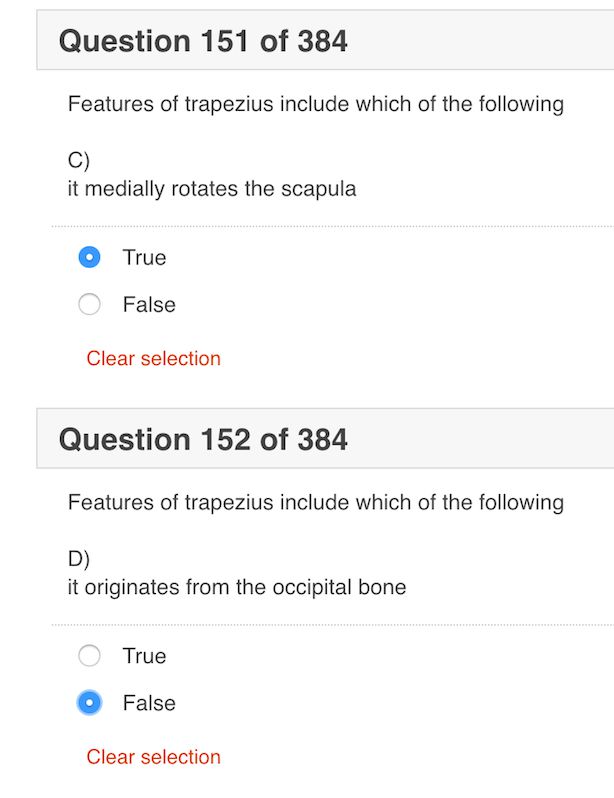 Question 151 of 384
Features of trapezius include which of the following
C)
it medially rotates the scapula
True
False
Clear selection
Question 152 of 384
Features of trapezius include which of the following
D)
it originates from the occipital bone
True
False
Clear selection